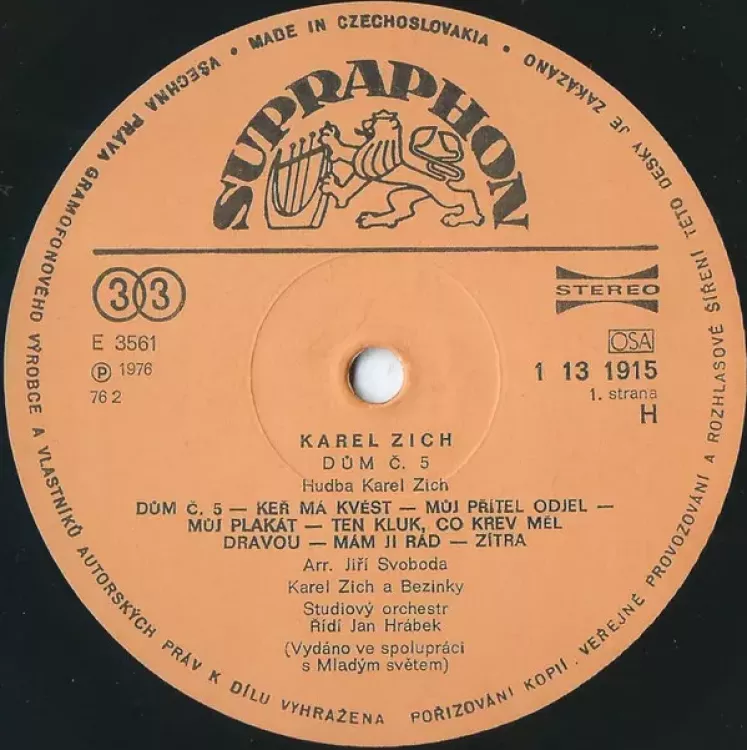 VŠECHNA PRÁVA GRAMOFONOVÉHO VÝROBCE A VLASTNÍKŮ AUTORSKÝCH PRÁV K DÍLU VYHRAŽENA
POŘIZOVÁNÍ KOPIÍ. VEŘEJNÉ PROVOZOVÁNÍ A ROZHLASOVÉ ŠÍŘENÍ TÉTO DESKY JE ZAKÁZÁNO
• MADE IN CZECHOSLOVAKIA •
SUPRAPHON
33
STEREO
E 3561
OSA
Ⓟ 1976
1 13 1915
76 2
1. strana
H
KAREL ZICH
DŮM Č. 5
Hudba Karel Zich
DŮM Č. 5 — KEŘ MÁ KVÉST — MŮJ PŘÍTEL ODJEL —
MŮJ PLAKÁT — TEN KLUK, CO KREV MĚL
DRAVOU — MÁM JI RÁD — ZÍTRA
Arr. Jiří Svoboda
Karel Zich a Bezinky
Studiový orchestr
Řídí Jan Hrábek
(Vydáno ve spolupráci
s Mladým světem)